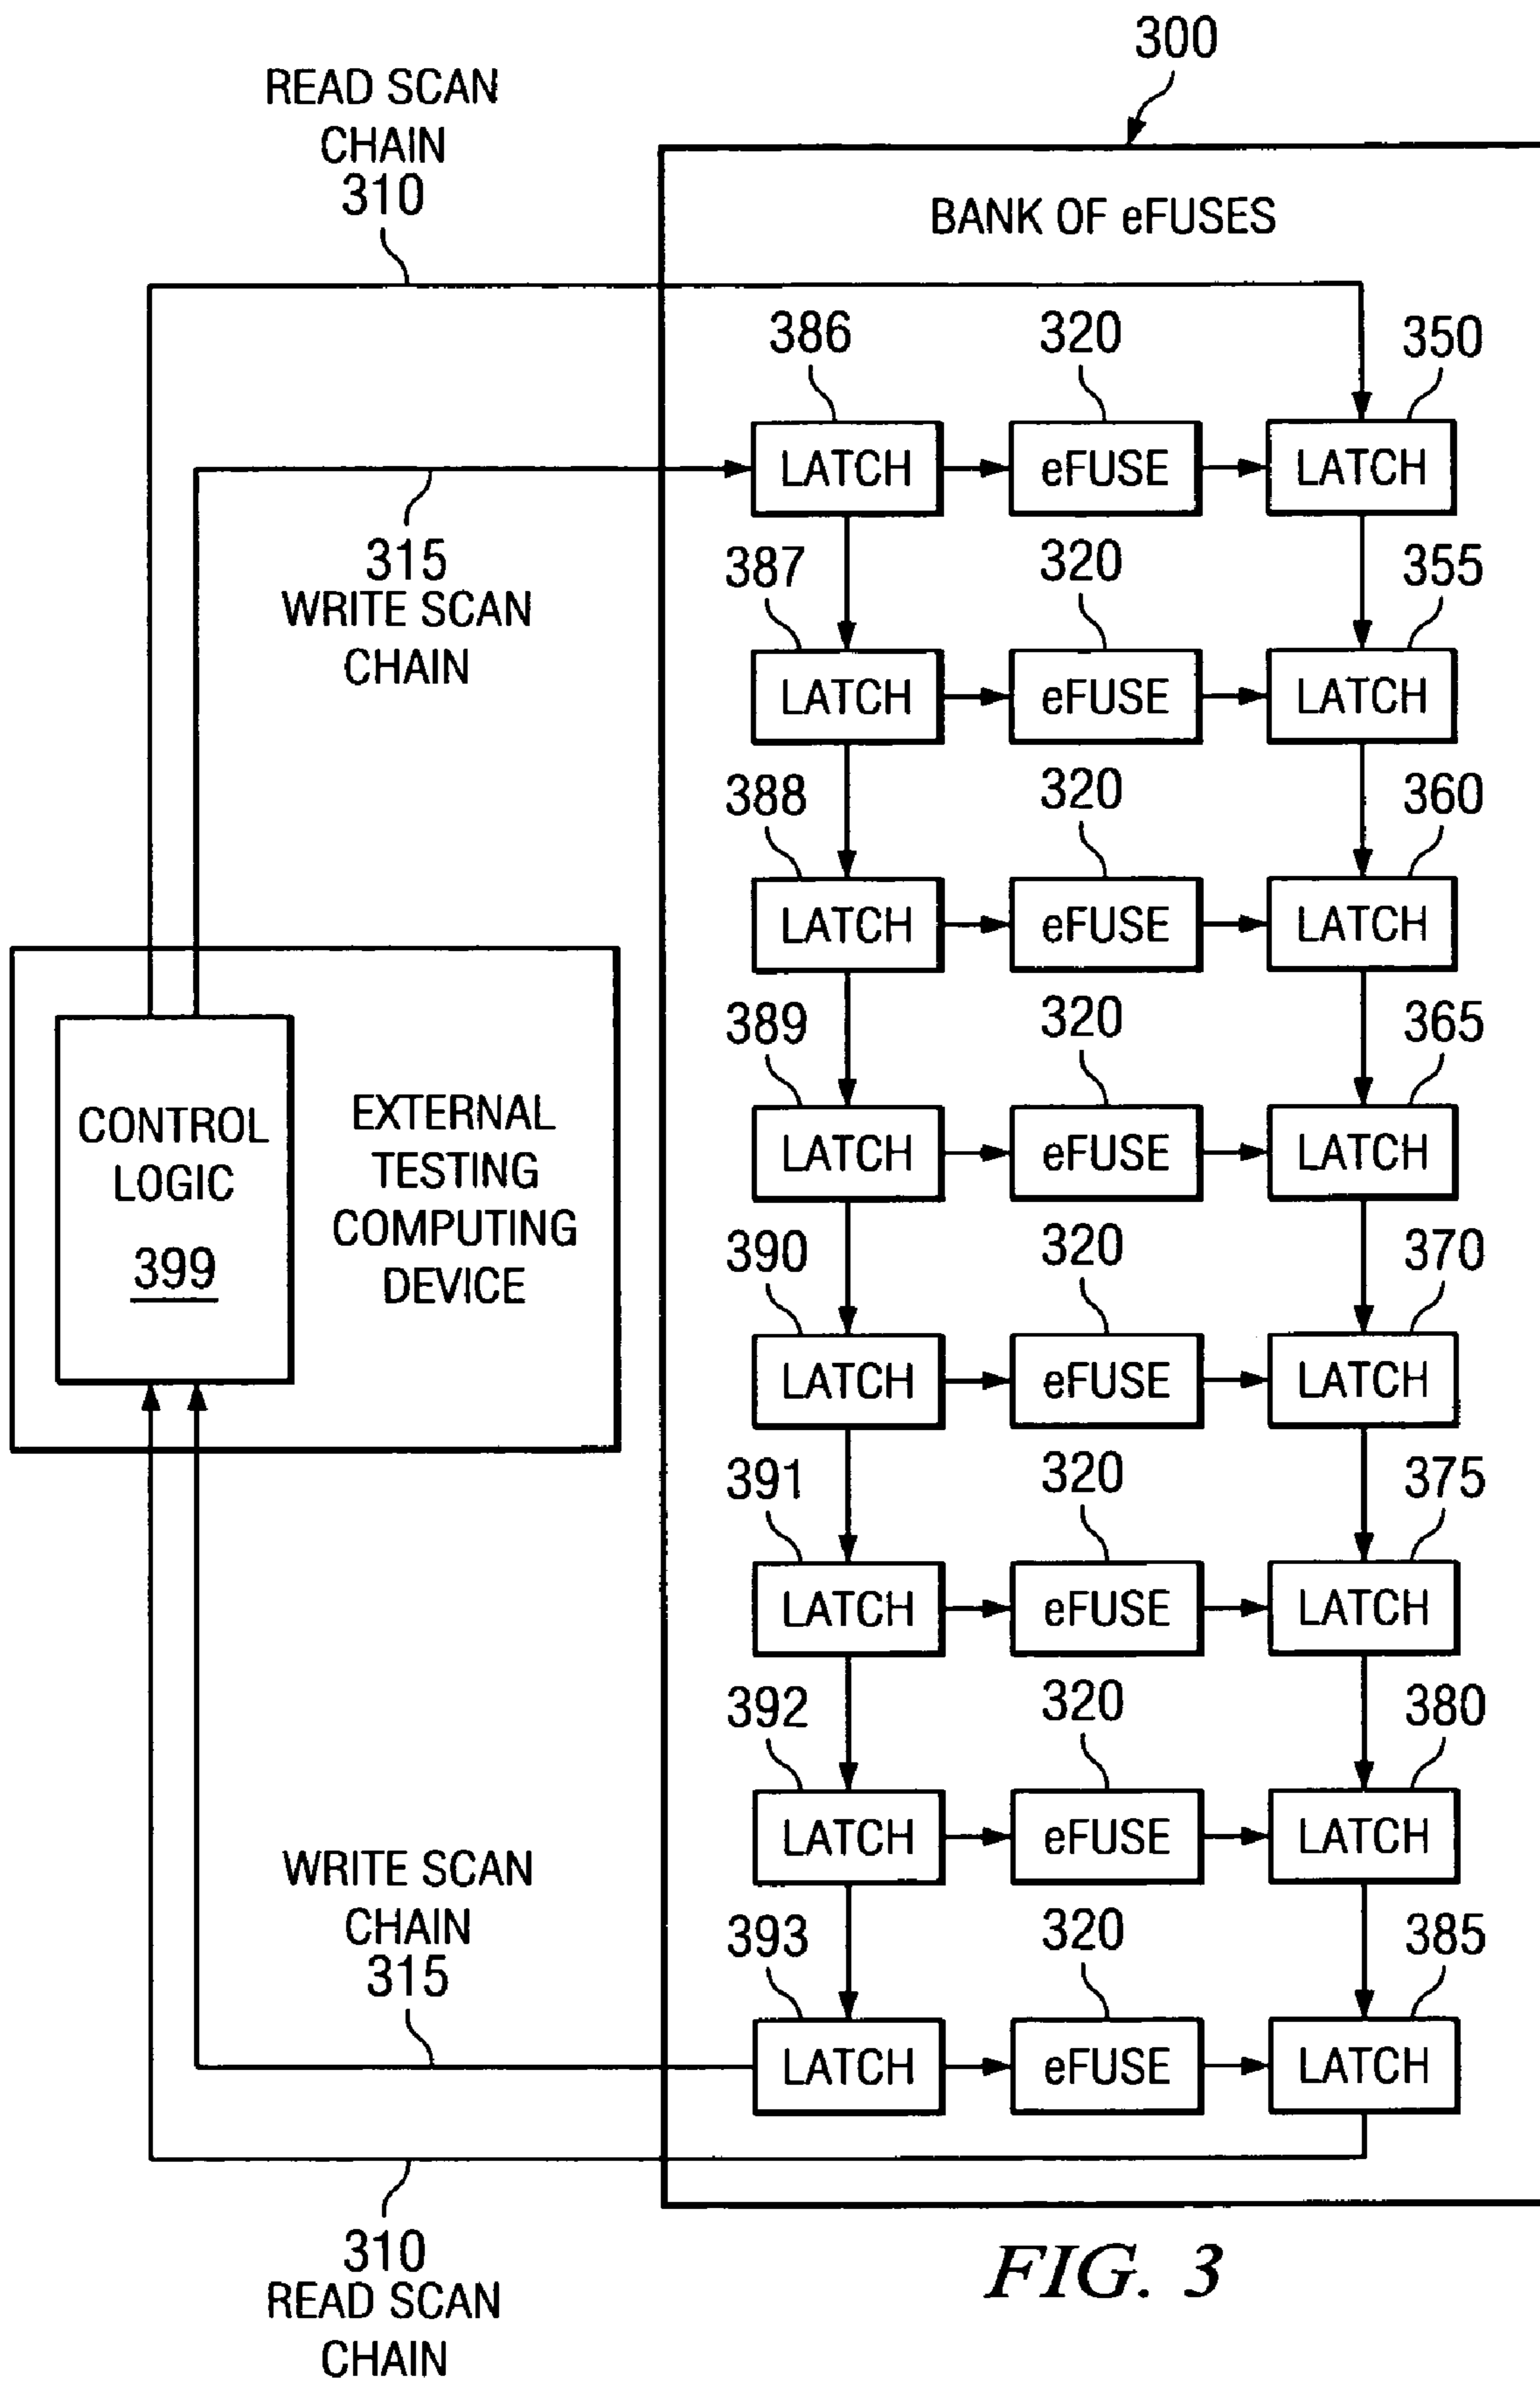 300
READ SCAN
CHAIN
310
BANK OF eFUSES
386
320
350
LATCH
eFUSE
LATCH
315
WRITE SCAN
CHAIN
387
320
355
LATCH
eFUSE
LATCH
388
320
360
LATCH
eFUSE
LATCH
389
320
365
CONTROL
LOGIC
399
EXTERNAL
TESTING
COMPUTING
DEVICE
LATCH
eFUSE
LATCH
390
320
370
LATCH
eFUSE
LATCH
391
320
375
LATCH
eFUSE
LATCH
392
320
380
LATCH
eFUSE
LATCH
WRITE SCAN
CHAIN
315
393
320
385
LATCH
eFUSE
LATCH
310
READ SCAN
CHAIN
FIG. 3